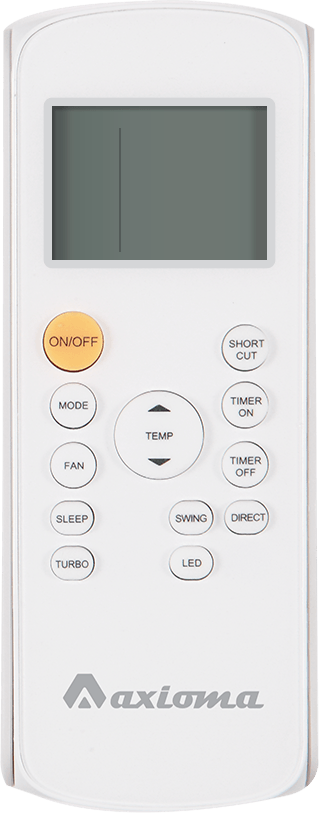 ON/OFF
SHORT
CUT
MODE
TEMP
TIMER
ON
FAN
TIMER
OFF
SLEEP
SWING
DIRECT
TURBO
LED
axioma